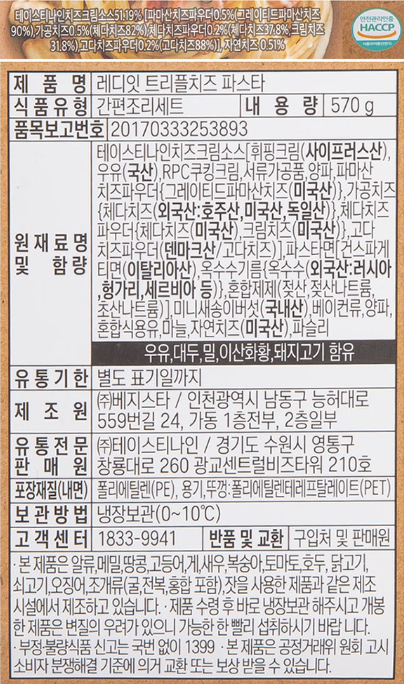 테이스티나인치즈크림소스51.19% [파마산치즈파우더0.5%(그레이티드파마산치즈
90%), 가공치즈0.5%(체다치즈82%)체다치즈파우더0.2%(체다치즈37.8%,크림치즈
31.8%),고다치즈파우더0.2%(고다치즈88%)], 자연치즈 0.51%
안전관리인증
HACCP
식품의약품안전처
제품명 레디잇 트리플치즈 파스타
식품유형 간편조리세트 내용량 570 g
품목보고번호 20170333253893
원재료명 및 함량
테이스티나인치즈크림소스[휘핑크림(사이프러스산),
우유(국산),RPC쿠킹크림,서류가공품,양파,파마산
치즈파우더{그레이티드파마산치즈(미국산)},가공치즈
{체다치즈(외국산:호주산,미국산,독일산)},체다치즈
파우더{체다치즈(미국산),크림치즈(미국산)},고다
치즈파우더(덴마크산/고다치즈)],파스타면[건스파게
티면(이탈리아산),옥수수기름{옥수수(외국산:러시아
,헝가리,세르비아 등)},혼합제제(젖산,젖산나트륨,
초산나트륨)],미니새송이버섯(국내산),베이컨류,양파,
혼합식용유,마늘,자연치즈(미국산),파슬리
우유,대두,밀,이산화황,돼지고기 함유
유통기한 별도 표기일까지
제조원 ㈜베지스타 / 인천광역시 남동구 능허대로
559번길 24, 가동 1층전부, 2층일부
유통전문판매원 ㈜테이스티나인 / 경기도 수원시 영통구
창룡대로 260 광교센트럴비즈타워 210호
포장재질(내면) 폴리에틸렌(PE), 용기,뚜껑:폴리에틸렌테레프탈레이트(PET)
보관방법 냉장보관(0~10℃)
고객센터 1833-9941 반품 및 교환 구입처 및 판매원
· 본 제품은 알류,메밀,땅콩,고등어,게,새우,복숭아,토마토,호두,닭고기,
쇠고기,오징어,조개류(굴,전복,홍합 포함),잣을 사용한 제품과 같은 제조
시설에서 제조하고 있습니다. · 제품 수령 후 바로 냉장보관 해주시고 개봉
한 제품은 변질의 우려가 있으니 가능한 한 빨리 섭취하시기 바랍니다.
· 부정·불량식품 신고는 국번 없이 1399 · 본 제품은 공정거래위 원회 고시
소비자 분쟁해결 기준에 의거 교환 또는 보상 받을 수 있습니다.